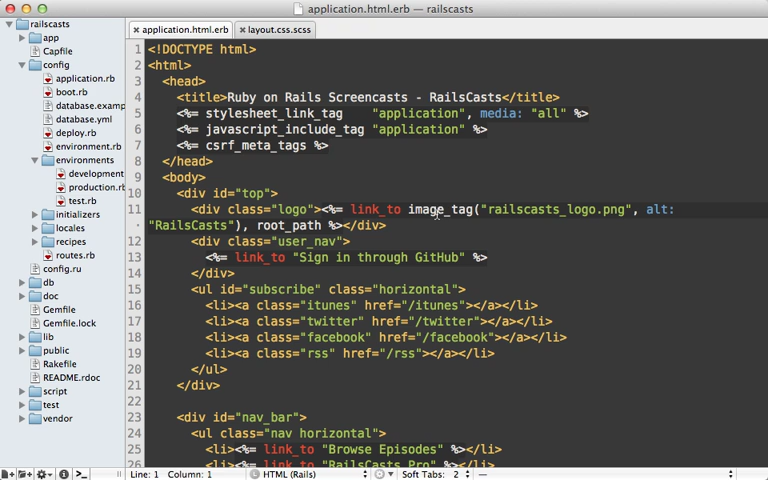 application.html.erb — railscasts
railscasts
app
Capfile
config
application.rb
boot.rb
database.examp
database.yml
deploy.rb
environment.rb
environments
development
production.rb
test.rb
initializers
locales
recipes
routes.rb
config.ru
db
doc
Gemfile
Gemfile.lock
lib
public
Rakefile
README.rdoc
script
test
vendor
application.html.erb layout.css.scss
1 <!DOCTYPE html>
2 <html>
3 <head>
4 <title>Ruby on Rails Screencasts - RailsCasts</title>
5 <%= stylesheet_link_tag "application", media: "all" %>
6 <%= javascript_include_tag "application" %>
7 <%= csrf_meta_tags %>
8 </head>
9 <body>
10 <div id="top">
11 <div class="logo"><%= link_to image_tag("railscasts_logo.png", alt:
"RailsCasts"), root_path %></div>
12 <div class="user_nav">
13 <%= link_to "Sign in through GitHub" %>
14 </div>
15 <ul id="subscribe" class="horizontal">
16 <li><a class="itunes" href="/itunes"></a></li>
17 <li><a class="twitter" href="/twitter"></a></li>
18 <li><a class="facebook" href="/facebook"></a></li>
19 <li><a class="rss" href="/rss"></a></li>
20 </ul>
21 </div>
22
23 <div id="nav_bar">
24 <ul class="nav horizontal">
25 <li><%= link_to "Browse Episodes" %></li>
26 <li><%= link_to "RailsCasts Pro" %></li>
Line: 1 Column: 1 L HTML (Rails) Soft Tabs: 2 —